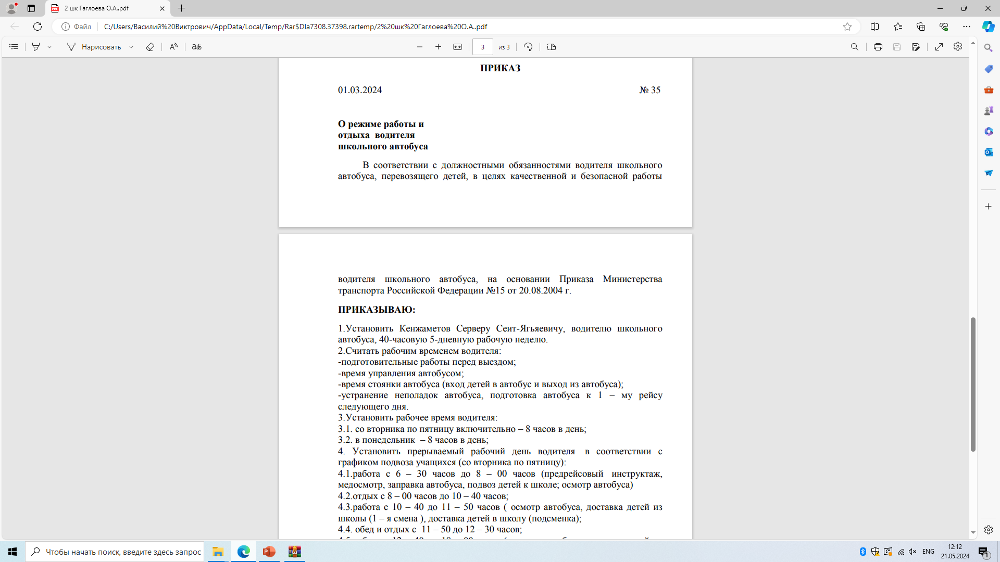 2 шк Гаглоева О.А..pdf
Файл
C:/Users/Василий%20Виктрович/AppData/Local/Temp/Rar$DIa7308.37398.rartemp/2%20шк%20Гаглоева%20О.А..pdf
Нарисовать
3
из 3
ПРИКАЗ
01.03.2024 № 35
О режиме работы и
отдыха водителя
школьного автобуса
В соответствии с должностными обязанностями водителя школьного
автобуса, перевозящего детей, в целях качественной и безопасной работы
водителя школьного автобуса, на основании Приказа Министерства
транспорта Российской Федерации №15 от 20.08.2004 г.
ПРИКАЗЫВАЮ:
1.Установить Кенжаметов Серверу Сеит-Ягьяевичу, водителю школьного
автобуса, 40-часовую 5-дневную рабочую неделю.
2.Считать рабочим временем водителя:
-подготовительные работы перед выездом;
-время управления автобусом;
-время стоянки автобуса (вход детей в автобус и выход из автобуса);
-устранение неполадок автобуса, подготовка автобуса к 1 – му рейсу
следующего дня.
3.Установить рабочее время водителя:
3.1. со вторника по пятницу включительно – 8 часов в день;
3.2. в понедельник – 8 часов в день;
4. Установить прерываемый рабочий день водителя в соответствии с
графиком подвоза учащихся (со вторника по пятницу):
4.1.работа с 6 – 30 часов до 8 – 00 часов (предрейсовый инструктаж,
медосмотр, заправка автобуса, подвоз детей к школе; осмотр автобуса)
4.2.отдых с 8 – 00 часов до 10 – 40 часов;
4.3.работа с 10 – 40 до 11 – 50 часов ( осмотр автобуса, доставка детей из
школы (1 – я смена ), доставка детей в школу (подсменка);
4.4. обед и отдых с 11 – 50 до 12 – 30 часов;
Чтобы начать поиск, введите здесь запрос
ENG
12:12
21.05.2024
1